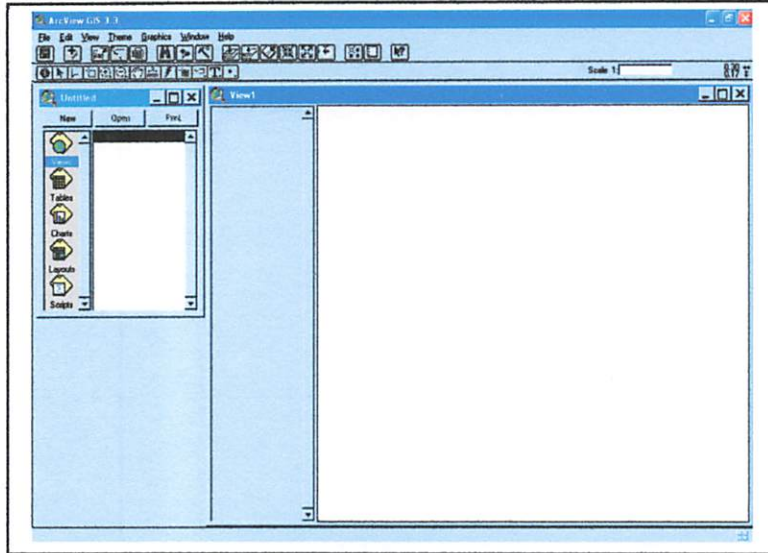 ArcView GIS 3.3
File Edit View Theme Graphics Window Help
Scale 1:
Untitled
New Open Print
Views
Tables
Charts
Layouts
Scripts
View1